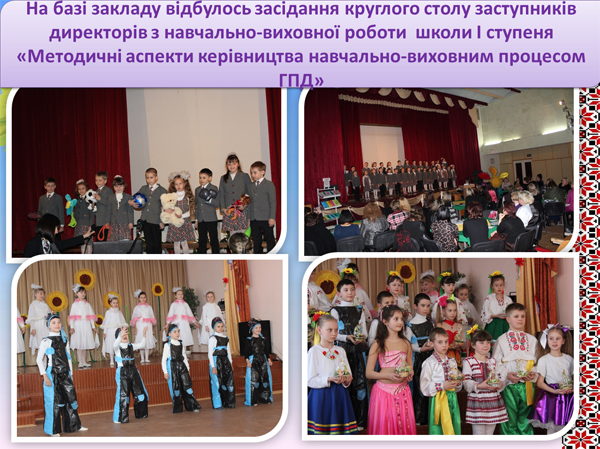 На базі закладу відбулось засідання круглого столу заступників
директорів з навчально-виховної роботи школи І ступеня
«Методичні аспекти керівництва навчально-виховним процесом
ГПД»